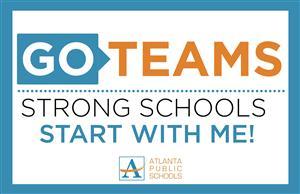 GO TEAMS
STRONG SCHOOLS
START WITH ME!
ATLANTA
PUBLIC
SCHOOLS